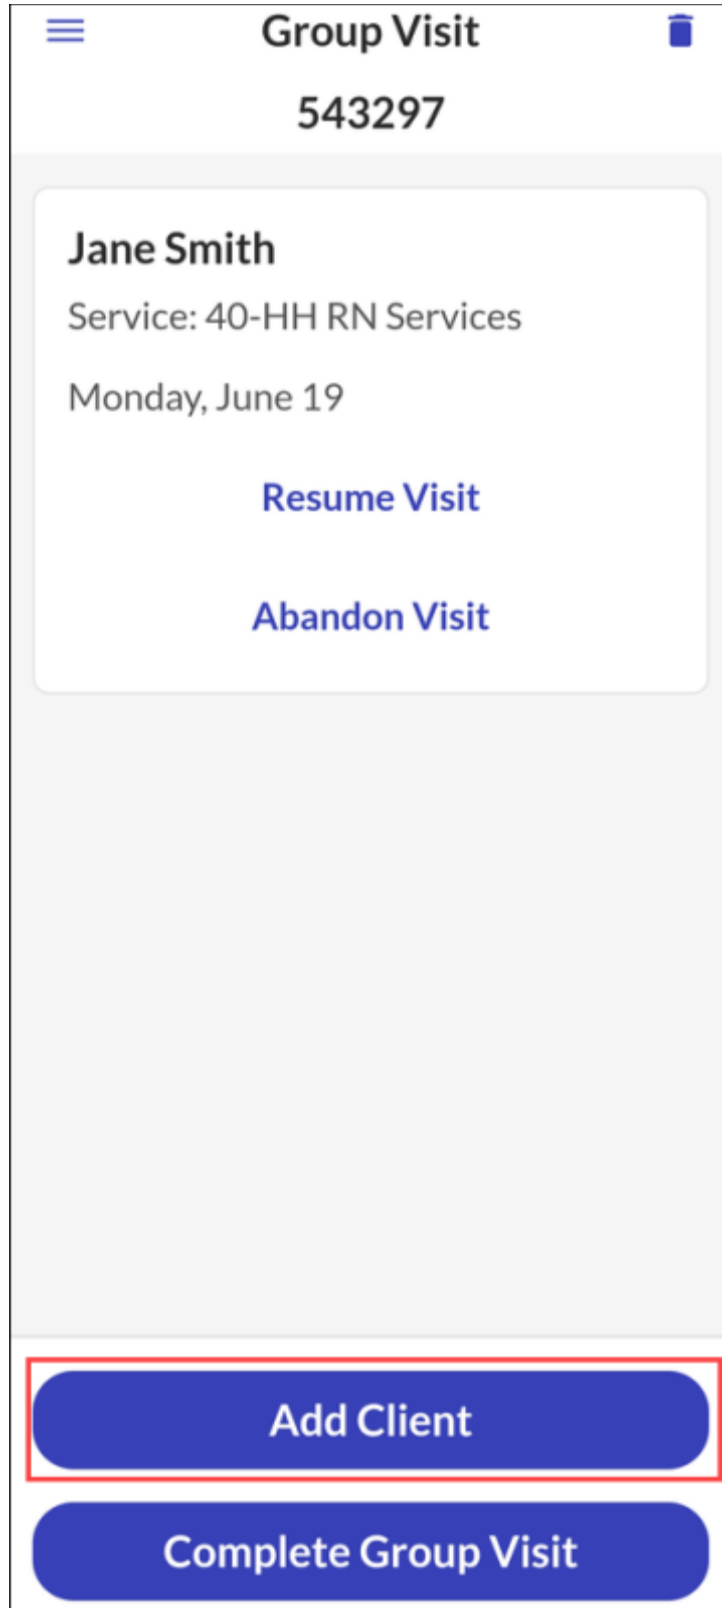 Group Visit
543297
Jane Smith
Service: 40-HH RN Services
Monday, June 19
Resume Visit
Abandon Visit
Add Client
Complete Group Visit